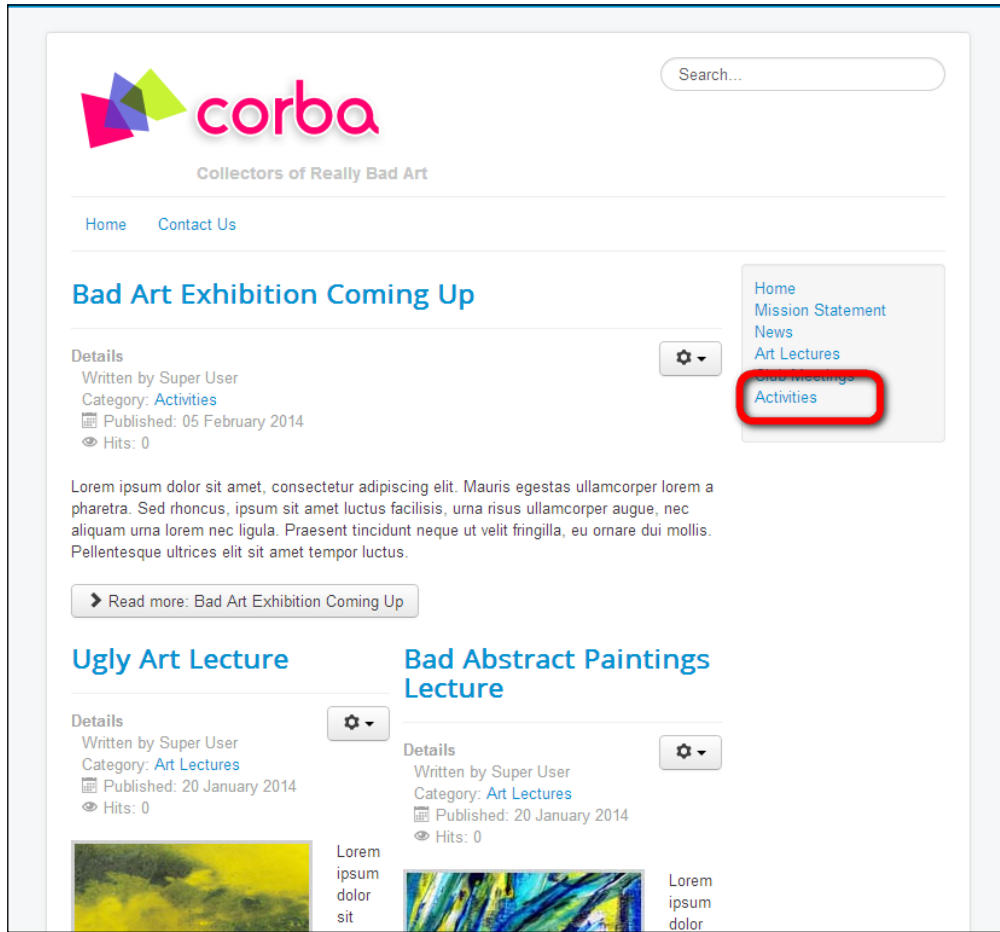 Search...
corba
Collectors of Really Bad Art
Home Contact Us
Bad Art Exhibition Coming Up
Details
Written by Super User
Category: Activities
Published: 05 February 2014
Hits: 0
Lorem ipsum dolor sit amet, consectetur adipiscing elit. Mauris egestas ullamcorper lorem a
pharetra. Sed rhoncus, ipsum sit amet luctus facilisis, urna risus ullamcorper augue, nec
aliquam urna lorem nec ligula. Praesent tincidunt neque ut velit fringilla, eu ornare dui mollis.
Pellentesque ultrices elit sit amet tempor luctus.
Read more: Bad Art Exhibition Coming Up
Ugly Art Lecture
Details
Written by Super User
Category: Art Lectures
Published: 20 January 2014
Hits: 0
Lorem
ipsum
dolor
sit
Bad Abstract Paintings
Lecture
Details
Written by Super User
Category: Art Lectures
Published: 20 January 2014
Hits: 0
Lorem
ipsum
dolor
Home
Mission Statement
News
Art Lectures
Club Meetings
Activities